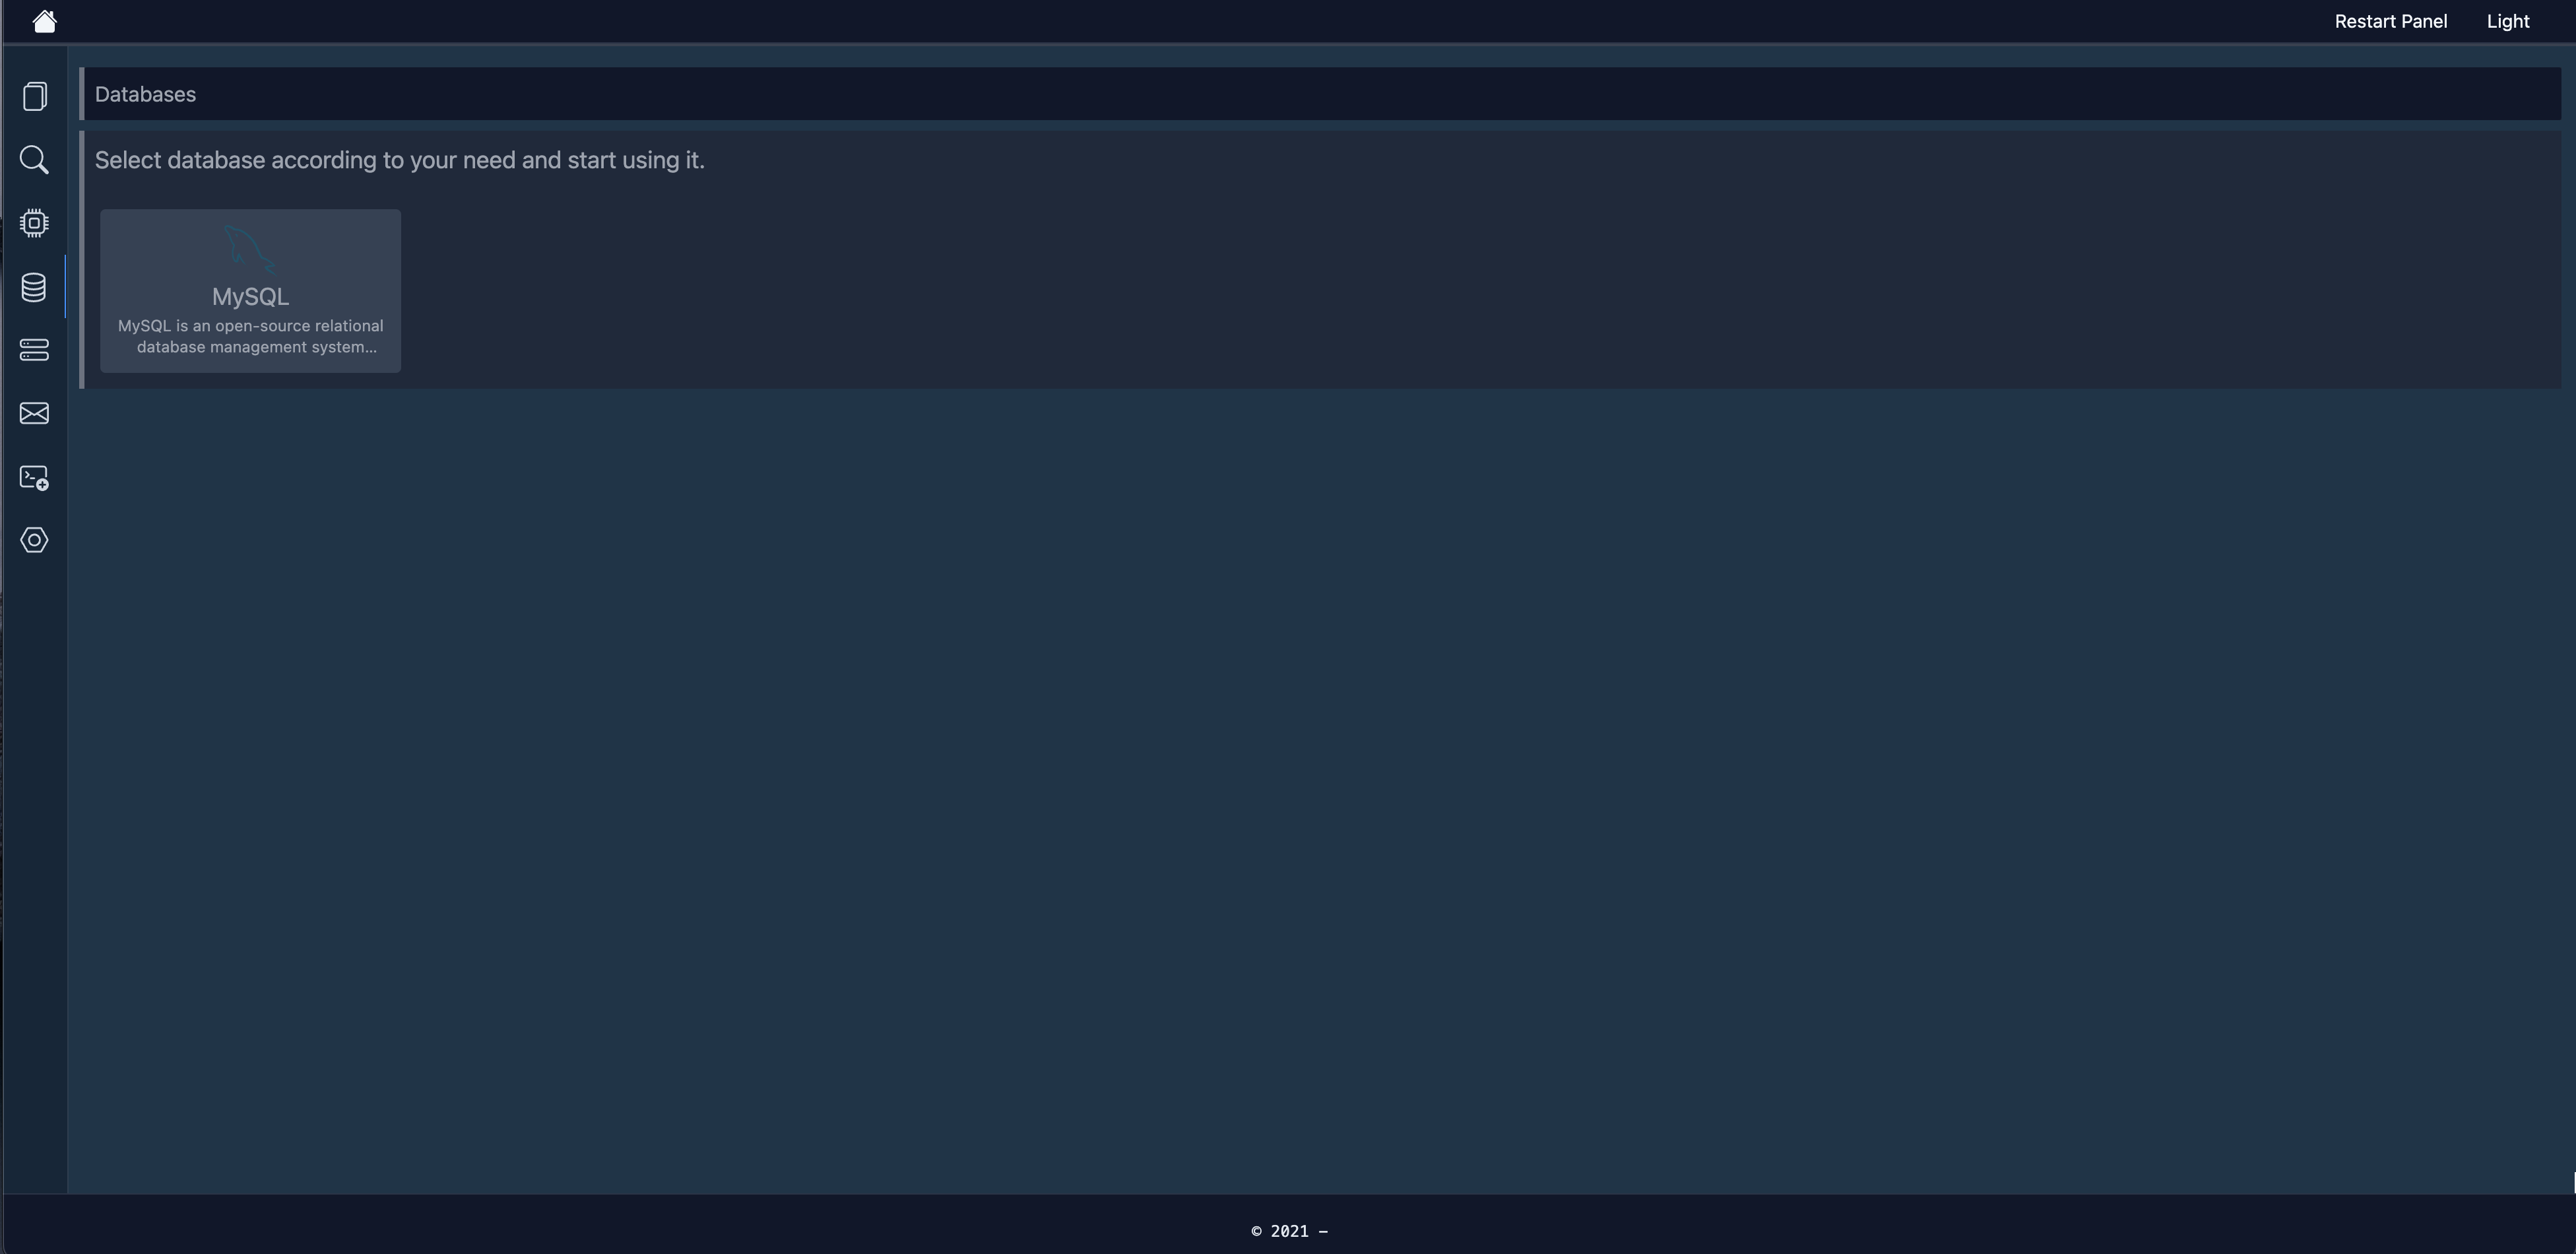 Restart Panel Light
Databases
Select database according to your need and start using it.
MySQL
MySQL is an open-source relational
database management system...
© 2021 –